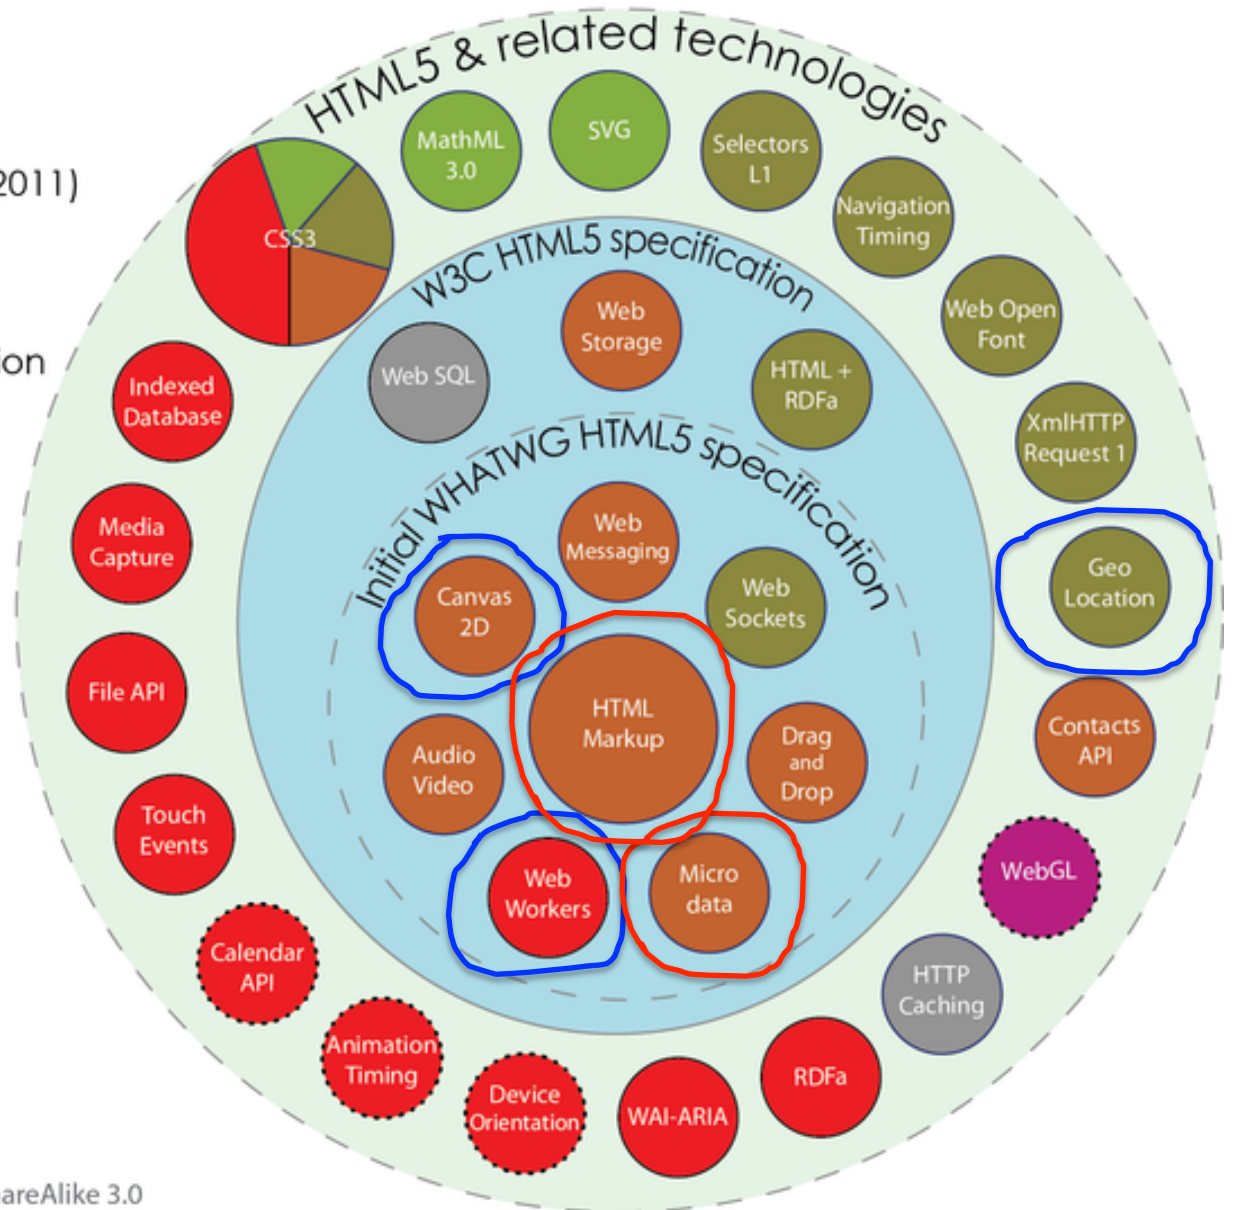 HTML5 & related technologies
2011)
ion
MathML
3.0
SVG
Selectors
L1
Navigation
Timing
CSS3
W3C HTML5 specification
Web Open
Font
Web
Storage
Web SQL
HTML +
RDFa
Indexed
Database
XmlHTTP
Request 1
Initial WHATWG HTML5 specification
Media
Capture
Web
Messaging
Geo
Location
Canvas
2D
Web
Sockets
File API
HTML
Markup
Contacts
API
Audio
Video
Drag
and
Drop
Touch
Events
Web
Workers
Micro
data
WebGL
Calendar
API
HTTP
Caching
Animation
Timing
Device
Orientation
WAI-ARIA
RDFa
areAlike 3.0